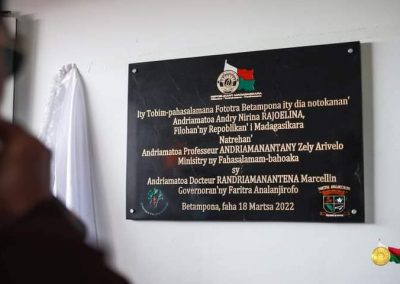 Ity Tobim-pahasalamana Fototra Betampona ity dia notokanan'
Andriamatoa Andry Nirina RAJOELINA,
Filohan'ny Repoblikan' i Madagasikara
Natrehan'
Andriamatoa Professeur ANDRIAMANANTANY Zely Arivelo
Minisitry ny Fahasalamam-bahoaka
sy
Andriamatoa Docteur RANDRIAMANANTENA Marcellin
Governoran'ny Faritra Analanjirofo
Betampona, faha 18 Martsa 2022